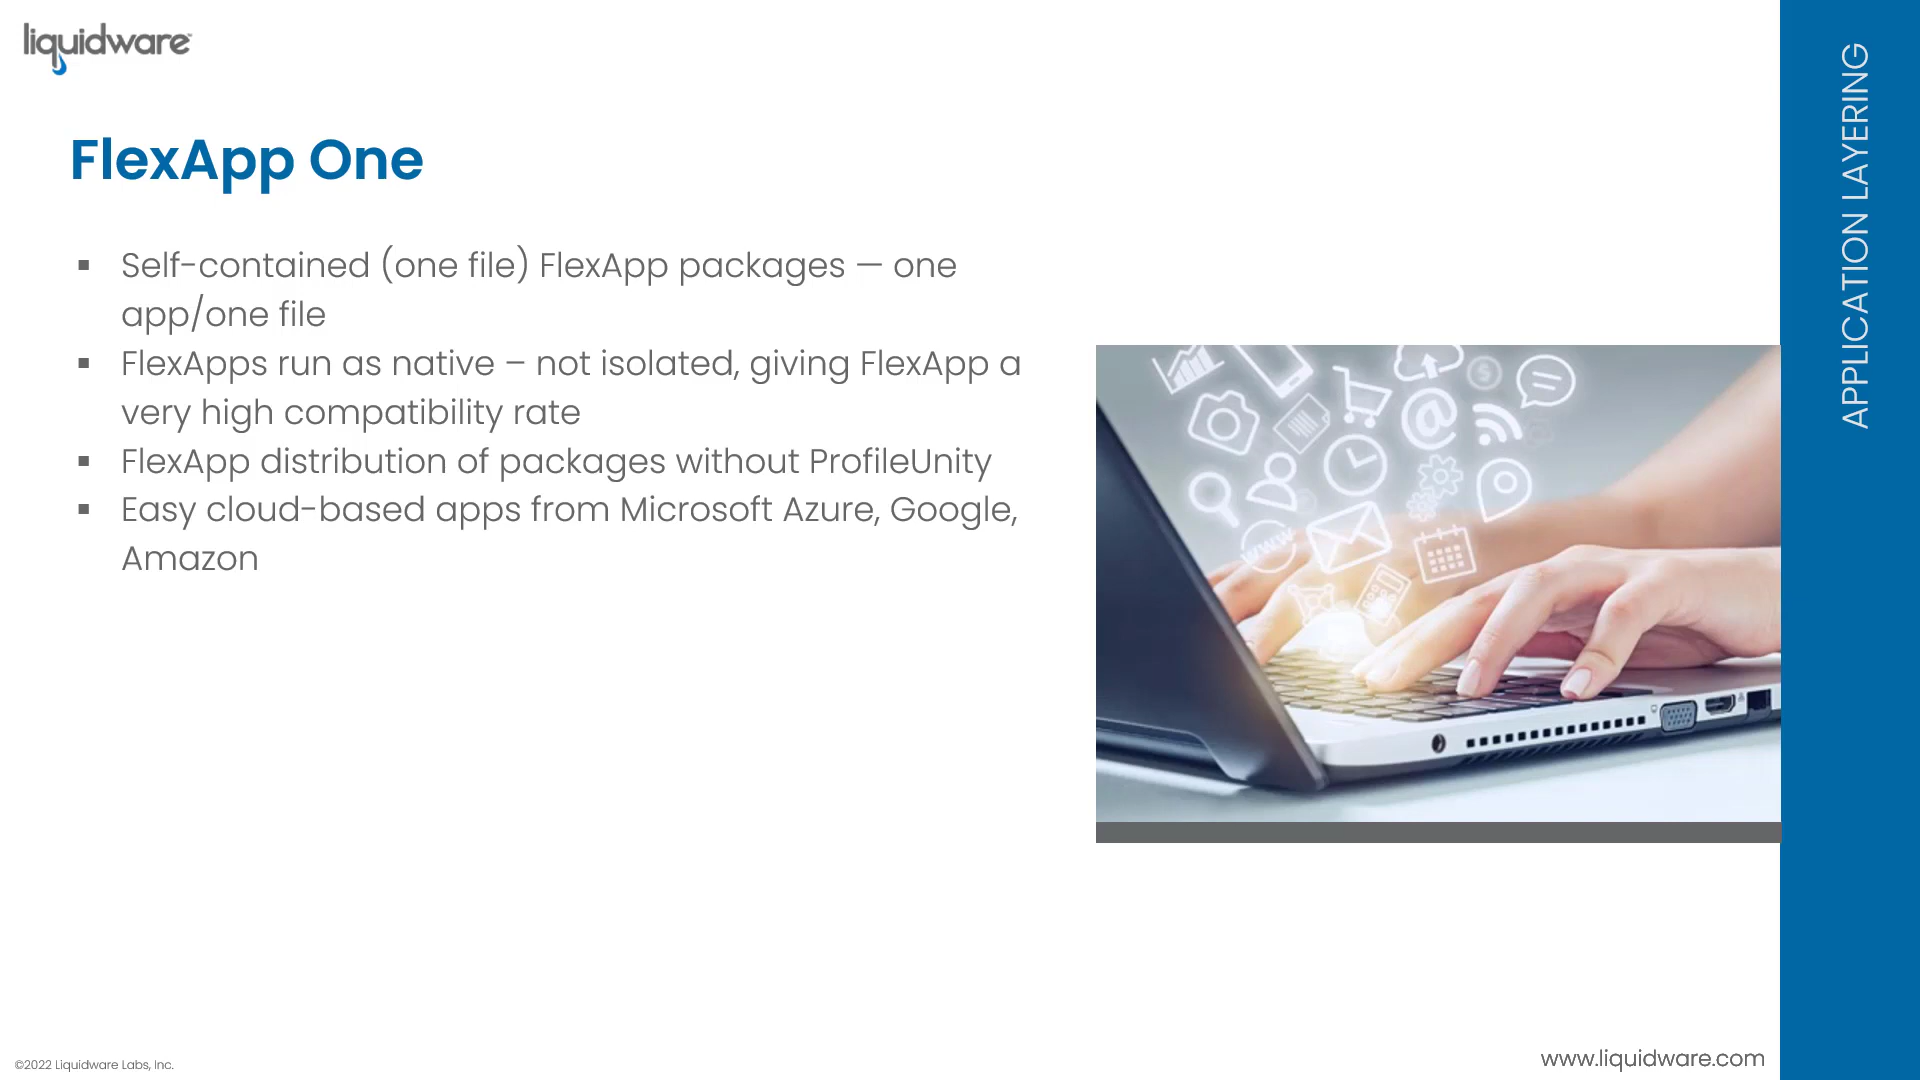 liquidware
APPLICATION LAYERING
FlexApp One
▪ Self-contained (one file) FlexApp packages — one
app/one file
▪ FlexApps run as native – not isolated, giving FlexApp a
very high compatibility rate
▪ FlexApp distribution of packages without ProfileUnity
▪ Easy cloud-based apps from Microsoft Azure, Google,
Amazon
www
©2022 Liquidware Labs, Inc.
www.liquidware.com